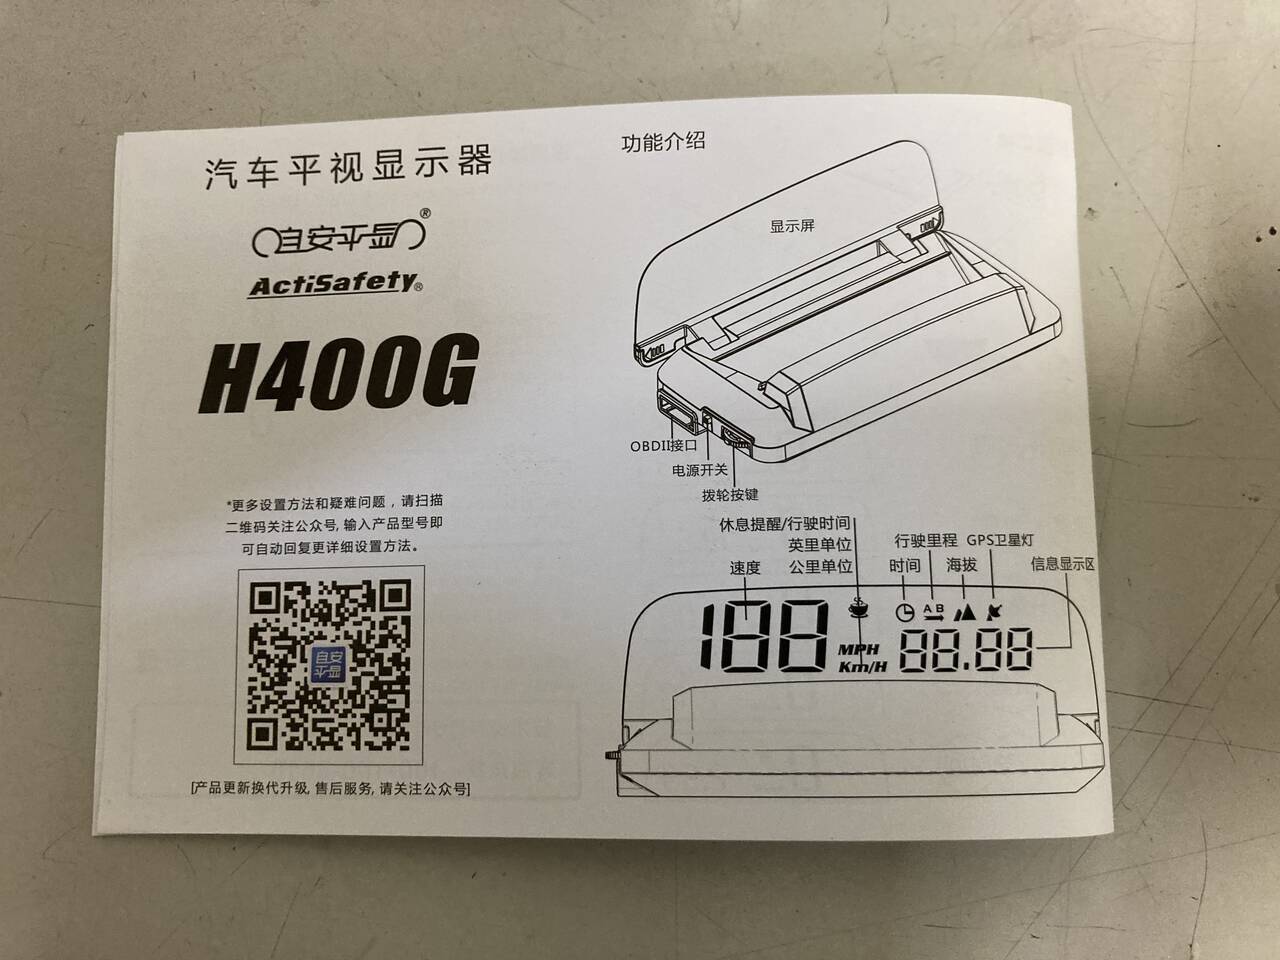 汽车平视显示器
自安平显®
ActiSafety®
H400G
*更多设置方法和疑难问题，请扫描
二维码关注公众号, 输入产品型号即
可自动回复更详细设置方法。
自安
平显
[产品更新换代升级, 售后服务, 请关注公众号]
功能介绍
显示屏
OBDII接口
电源开关
拨轮按键
休息提醒/行驶时间
英里单位
公里单位
速度
行驶里程
GPS卫星灯
时间
海拔
信息显示区
188
A B
MPH
Km/H
88.88